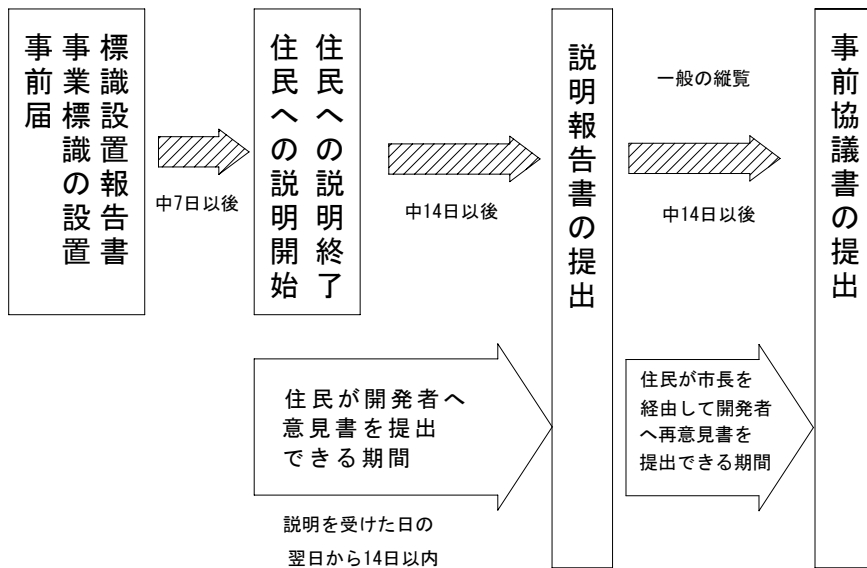 標識設置報告書
事業標識の設置
事前届
中7日以後
住民への説明終了
住民への説明開始
中14日以後
説明報告書の提出
一般の縦覧
中14日以後
事前協議書の提出
住民が開発者へ
意見書を提出
できる期間
説明を受けた日の
翌日から14日以内
住民が市長を
経由して開発者
へ再意見書を
提出できる期間